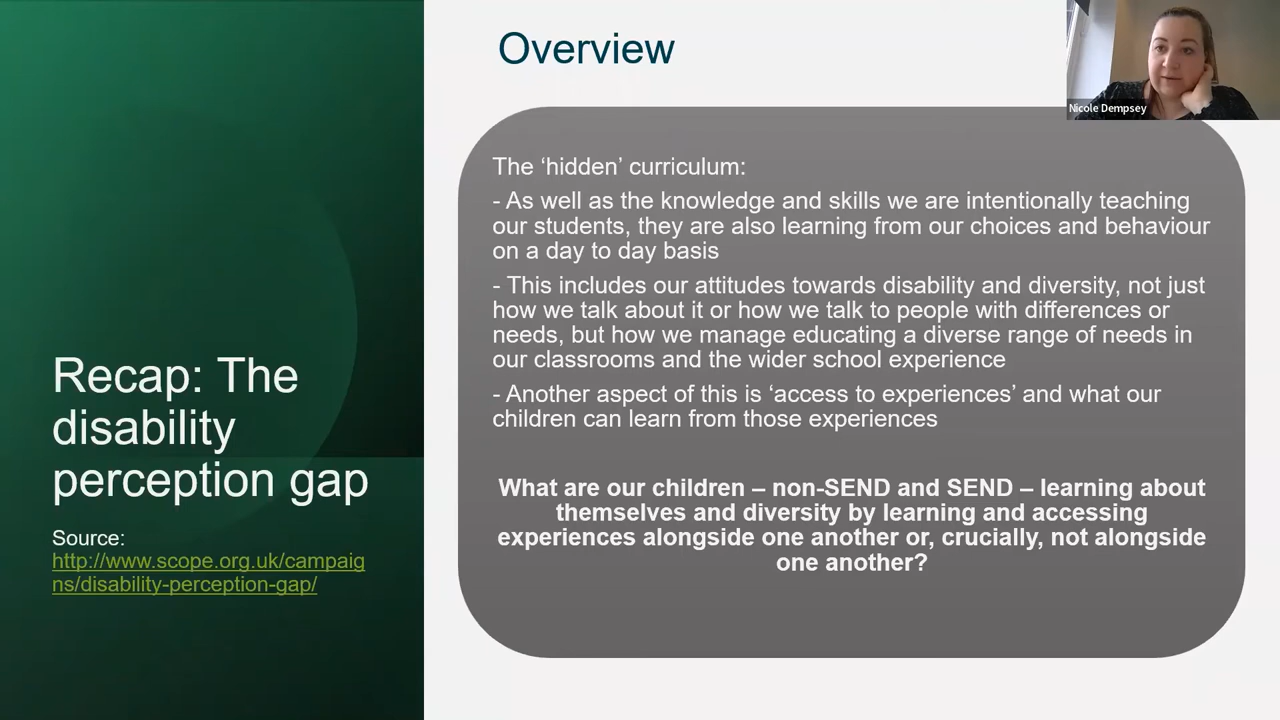 Overview
Nicole Dempsey
The ‘hidden’ curriculum:
- As well as the knowledge and skills we are intentionally teaching
our students, they are also learning from our choices and behaviour
on a day to day basis
- This includes our attitudes towards disability and diversity, not just
how we talk about it or how we talk to people with differences or
needs, but how we manage educating a diverse range of needs in
our classrooms and the wider school experience
- Another aspect of this is ‘access to experiences’ and what our
children can learn from those experiences
What are our children – non-SEND and SEND – learning about
themselves and diversity by learning and accessing
experiences alongside one another or, crucially, not alongside
one another?
Recap: The
disability
perception gap
Source:
http://www.scope.org.uk/campaig
ns/disability-perception-gap/